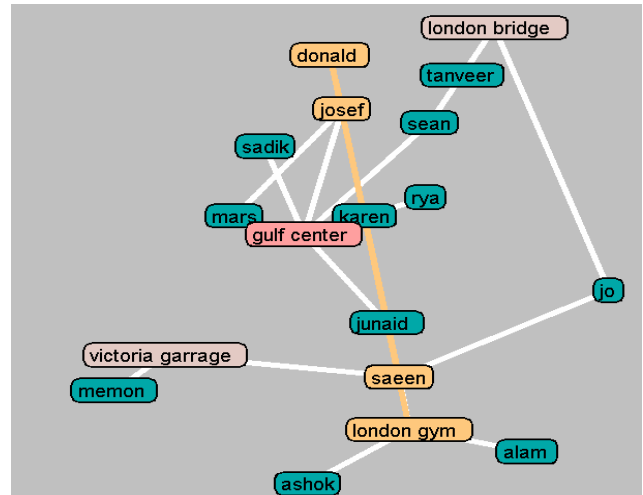 london bridge
donald
tanveer
josef
sean
sadik
rya
mars
karen
gulf center
jo
junaid
victoria garrage
saeen
memon
london gym
alam
ashok